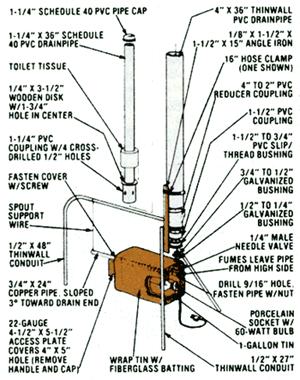 1-1/4" SCHEDULE 40 PVC PIPE CAP
1-1/4" X 36" SCHEDULE
40 PVC DRAINPIPE
TOILET TISSUE
4" X 3-1/2"
WOODEN DISK
W/1-3/4"
HOLE IN CENTER
1-1/4" PVC
COUPLING W/4 CROSS-
DRILLED 1/2" HOLES
FASTEN COVER
W/SCREW
SPOUT
SUPPORT
WIRE
1/2" X 48"
THINWALL
CONDUIT
3/4" X 24"
COPPER PIPE. SLOPED
3° TOWARD DRAIN END
22-GAUGE
4-1/2" X 5-1/2"
ACCESS PLATE
COVERS 4" X 5"
HOLE (REMOVE
HANDLE AND CAP)
WRAP TIN W/
FIBERGLASS BATTING
4" X 36" THINWALL
PVC DRAINPIPE
1/8" X 1-1/2" X
1-1/2" X 15" ANGLE IRON
16" HOSE CLAMP
(ONE SHOWN)
4" TO 2" PVC
REDUCER COUPLING
1-1/2" PVC
COUPLING
1-1/2" TO 3/4"
PVC SLIP/
THREAD BUSHING
3/4" TO 1/2"
GALVANIZED
BUSHING
1/2" TO 1/4"
GALVANIZED
BUSHING
1/4" MALE
NEEDLE VALVE
FUMES LEAVE PIPE
FROM HIGH SIDE
DRILL 9/16" HOLE,
FASTEN PIPE W/NUT
PORCELAIN
SOCKET W/
60-WATT BULB
1-GALLON TIN
1/2" X 27"
THINWALL CONDUIT